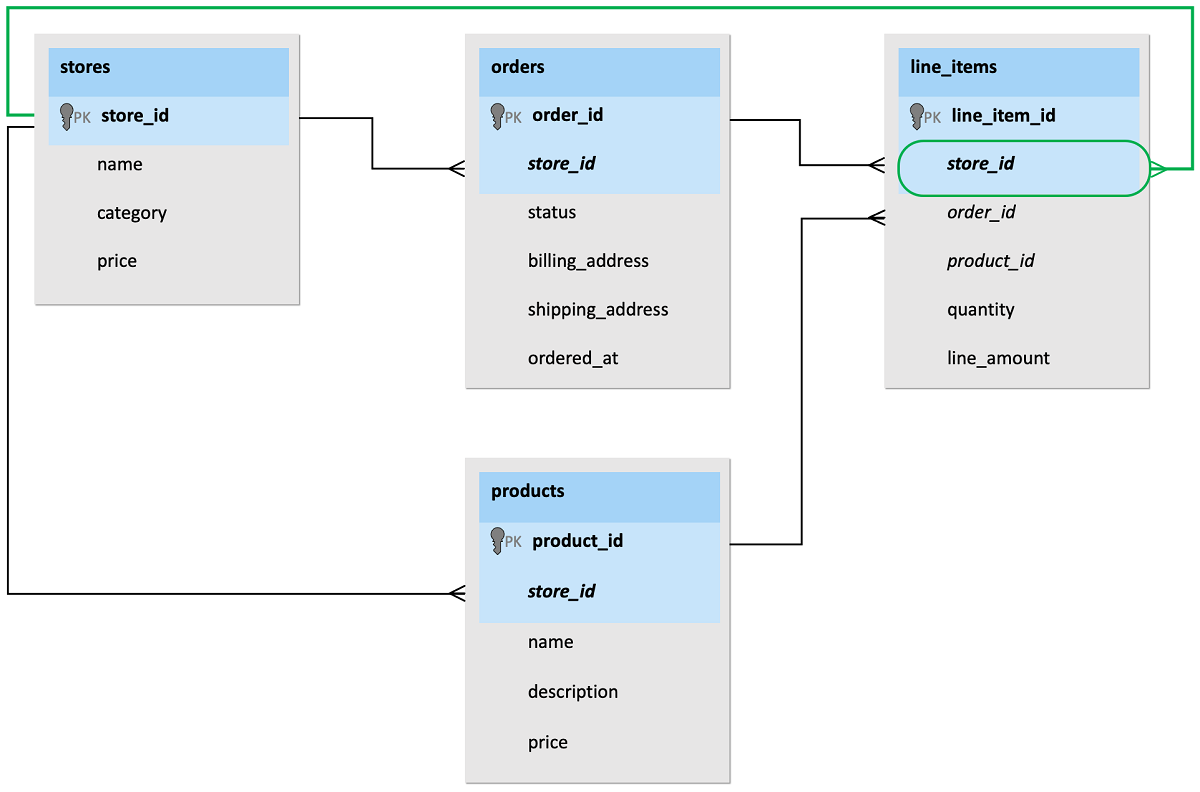 stores
PK store_id
name
category
price
orders
PK order_id
store_id
status
billing_address
shipping_address
ordered_at
line_items
PK line_item_id
store_id
order_id
product_id
quantity
line_amount
products
PK product_id
store_id
name
description
price